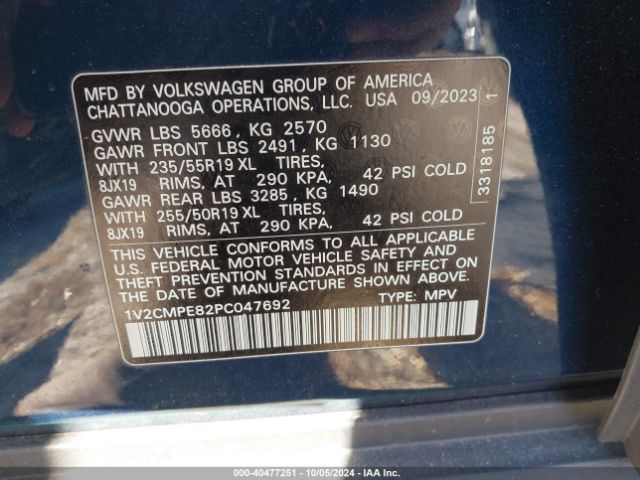 MFD BY VOLKSWAGEN GROUP OF AMERICA
CHATTANOOGA OPERATIONS, LLC. USA 09/2023
GVWR LBS 5666 , KG 2570
GAWR FRONT LBS 2491, KG 1130
WITH 235/55R19 XL TIRES,
8JX19 RIMS, AT 290 KPA, 42 PSI COLD
GAWR REAR LBS 3285, KG 1490
WITH 255/50R19 XL TIRES,
8JX19 RIMS, AT 290 KPA, 42 PSI COLD
THIS VEHICLE CONFORMS TO ALL APPLICABLE
U.S. FEDERAL MOTOR VEHICLE SAFETY AND
THEFT PREVENTION STANDARDS IN EFFECT ON
THE DATE OF MANUFACTURE SHOWN ABOVE.
1V2CMPE82PC047692 TYPE: MPV
3318185 1
000-40477251 - 10/05/2024 - COPYRIGHT IAA, LLC